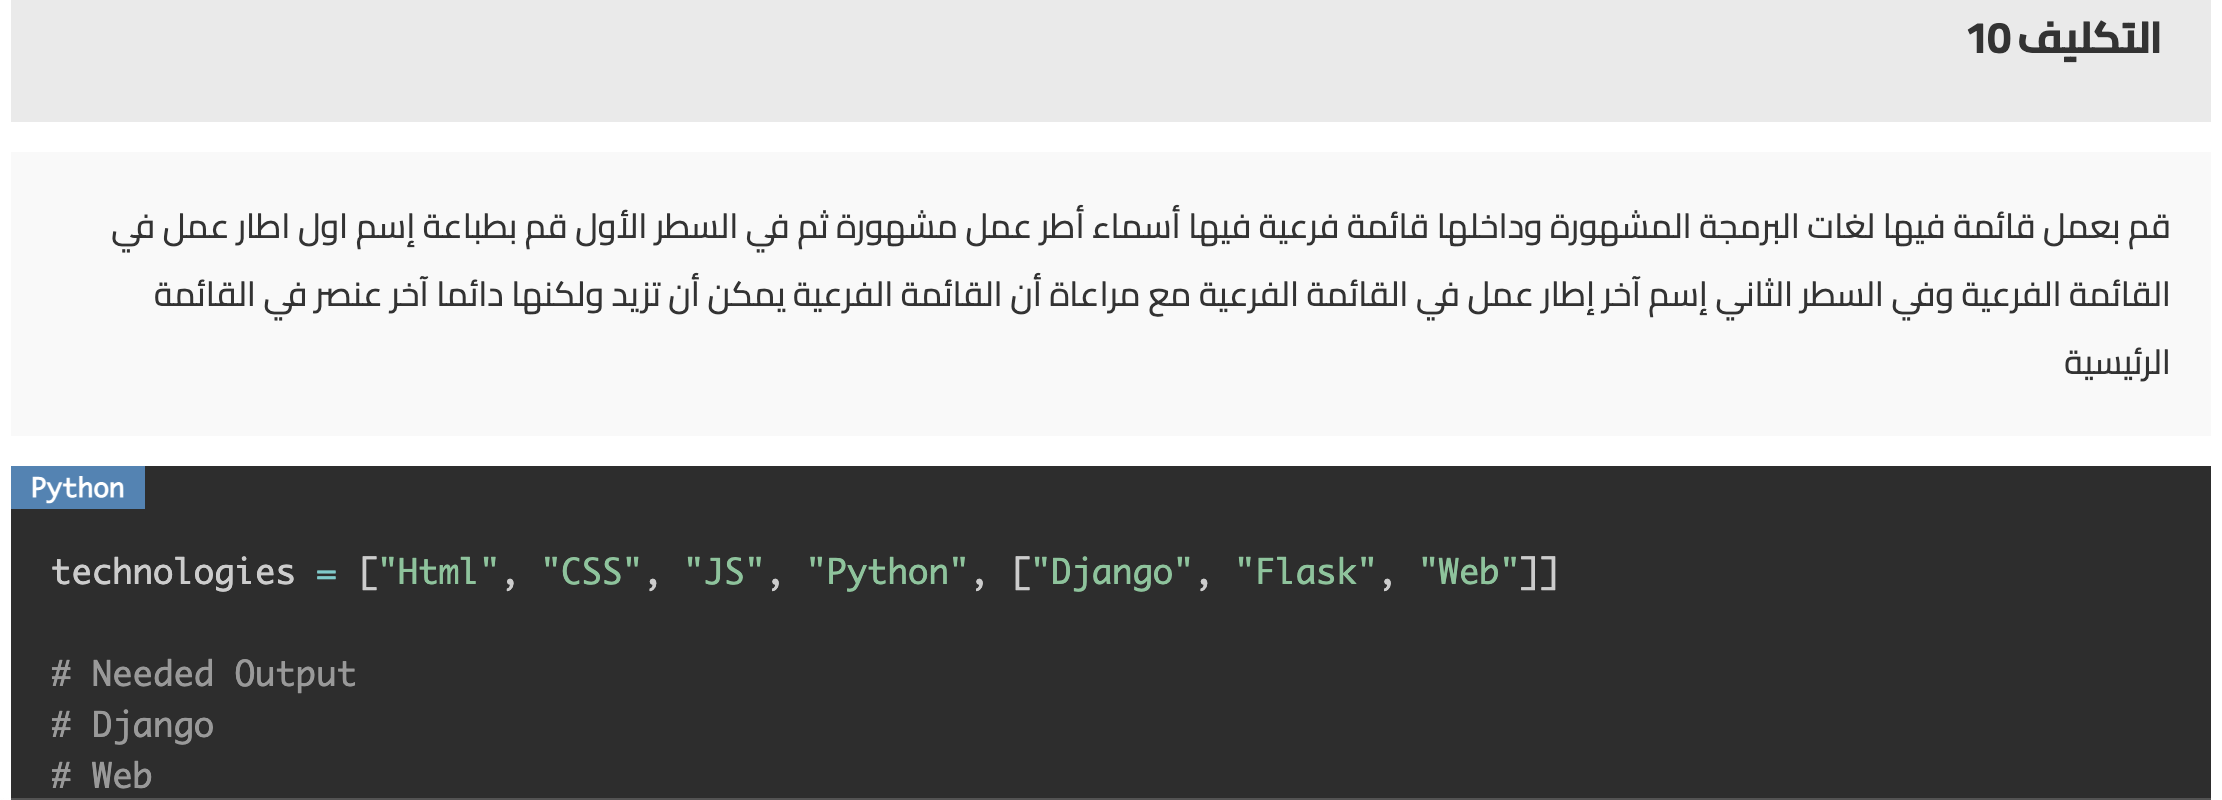 التكليف 10
قم بعمل قائمة فيها لغات البرمجة المشهورة وداخلها قائمة فرعية فيها أسماء أطر عمل مشهورة ثم في السطر الأول قم بطباعة إسم اول اطار عمل في
القائمة الفرعية وفي السطر الثاني إسم آخر إطار عمل في القائمة الفرعية مع مراعاة أن القائمة الفرعية يمكن أن تزيد ولكنها دائما آخر عنصر في القائمة
الرئيسية
Python
technologies = ["Html", "CSS", "JS", "Python", ["Django", "Flask", "Web"]]
# Needed Output
# Django
# Web